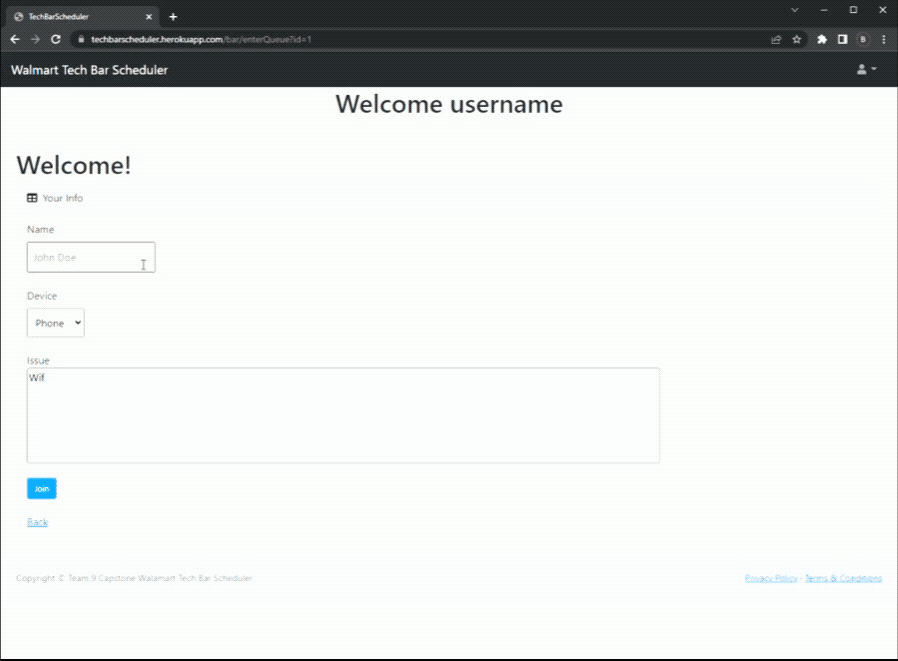 TechBarScheduler
techbarscheduler.herokuapp.com/bar/enterQueue?id=1
B
Walmart Tech Bar Scheduler
Welcome username
Welcome!
Your Info
Name
John Doe
Device
Phone
Issue
Wif
Join
Back
Copyright © Team 9 Capstone Walamart Tech Bar Scheduler
Privacy Policy · Terms & Conditions